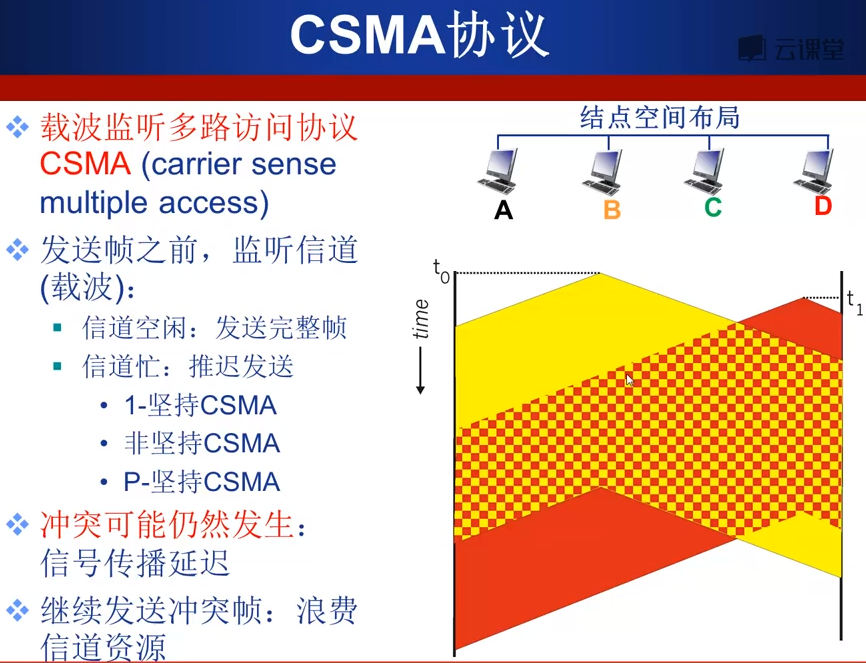 CSMA协议
云课堂
载波监听多路访问协议
CSMA (carrier sense
multiple access)
发送帧之前，监听信道
(载波)：
信道空闲：发送完整帧
信道忙：推迟发送
1-坚持CSMA
非坚持CSMA
P-坚持CSMA
冲突可能仍然发生：
信号传播延迟
继续发送冲突帧：浪费
信道资源
结点空间布局
A B C D
t0
t1
time